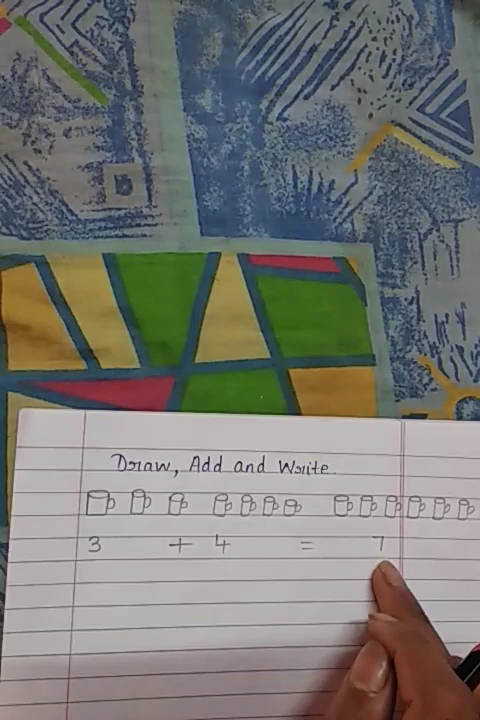 D
Draw, Add and Write.
3 + 4 = 7